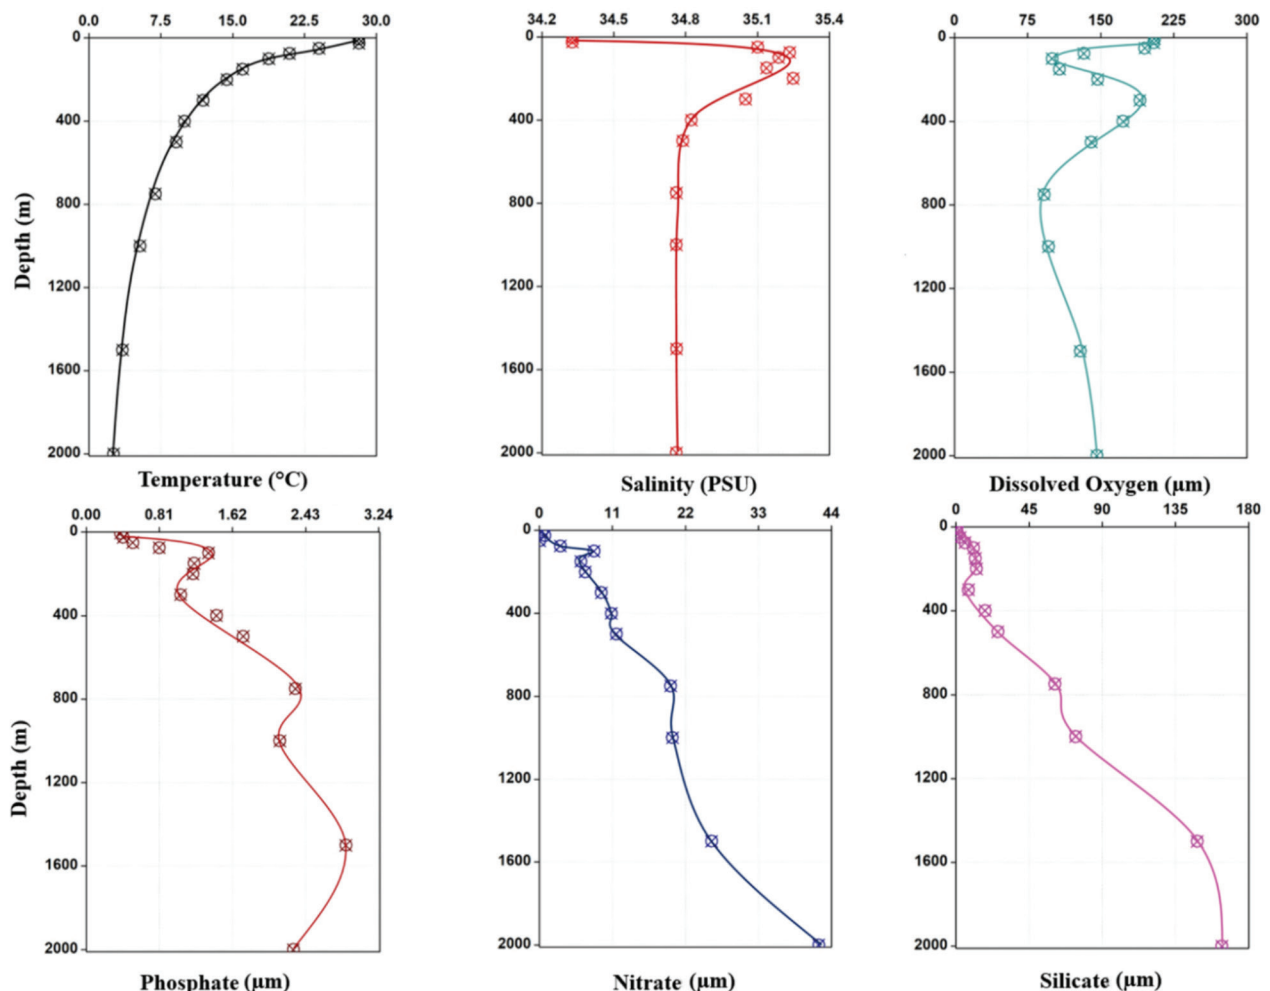 0.0 7.5 15.0 22.5 30.0
34.2 34.5 34.8 35.1 35.4
0 75 150 225 300
0
400
800
1200
1600
2000
Depth (m)
Temperature (°C)
0
400
800
1200
1600
2000
Salinity (PSU)
0
400
800
1200
1600
2000
Dissolved Oxygen (µm)
0.00 0.81 1.62 2.43 3.24
0 11 22 33 44
0 45 90 135 180
0
400
800
1200
1600
2000
Depth (m)
Phosphate (µm)
0
400
800
1200
1600
2000
Nitrate (µm)
0
400
800
1200
1600
2000
Silicate (µm)